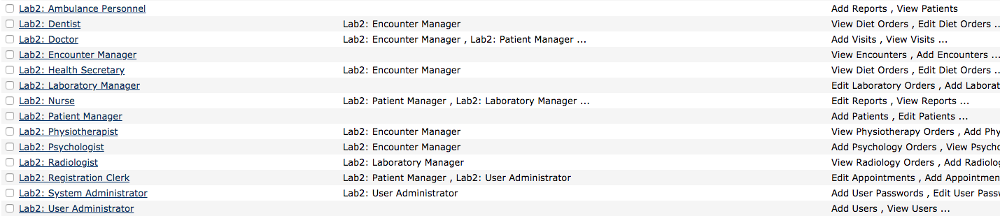 Lab2: Ambulance Personnel Add Reports , View Patients
Lab2: Dentist Lab2: Encounter Manager View Diet Orders , Edit Diet Orders ..
Lab2: Doctor Lab2: Encounter Manager , Lab2: Patient Manager ... Add Visits , View Visits ...
Lab2: Encounter Manager View Encounters , Add Encounters ...
Lab2: Health Secretary Lab2: Encounter Manager View Diet Orders , Edit Diet Orders ..
Lab2: Laboratory Manager Edit Laboratory Orders , Add Laborat
Lab2: Nurse Lab2: Patient Manager , Lab2: Laboratory Manager ... Edit Reports , View Reports ...
Lab2: Patient Manager Add Patients , Edit Patients ...
Lab2: Physiotherapist Lab2: Encounter Manager View Physiotherapy Orders , Add Phy
Lab2: Psychologist Lab2: Encounter Manager Add Psychology Orders , View Psycho
Lab2: Radiologist Lab2: Laboratory Manager View Radiology Orders , Add Radiolog
Lab2: Registration Clerk Lab2: Patient Manager , Lab2: User Administrator Edit Appointments , Add Appointmen
Lab2: System Administrator Lab2: User Administrator Add User Passwords , Edit User Passw
Lab2: User Administrator Add Users , View Users ...